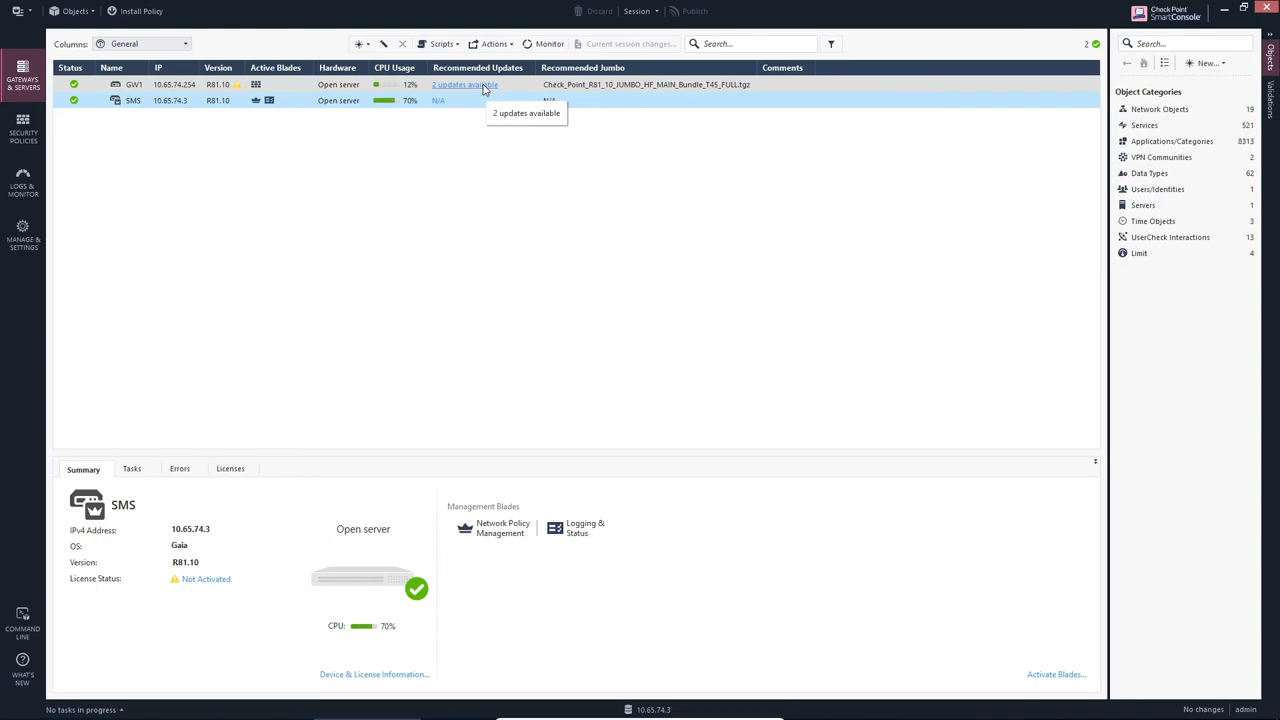 Objects
Install Policy
Discard
Session
Publish
Check Point
SmartConsole
Columns:
General
Scripts
Actions
Monitor
Current session changes...
Search...
2
GATEWAYS
& SERVERS
SECURITY
POLICIES
LOGS &
MONITOR
MANAGE &
SETTINGS
COMMAND
LINE
WHAT'S
NEW
Status Name IP Version Active Blades Hardware CPU Usage Recommended Updates Recommended Jumbo Comments
GW1 10.65.74.254 R81.10 Open server 12% 2 updates available Check_Point_R81_10_JUMBO_HF_MAIN_Bundle_T45_FULL.tgz
SMS 10.65.74.3 R81.10 Open server 70% N/A N/A
2 updates available
Summary Tasks Errors Licenses
SMS
IPv4 Address: 10.65.74.3
OS: Gaia
Version: R81.10
License Status: Not Activated
Open server
CPU: 70%
Device & License Information...
Management Blades
Network Policy
Management
Logging &
Status
Activate Blades...
Search...
New...
Object Categories
Network Objects 19
Services 521
Applications/Categories 8313
VPN Communities 2
Data Types 62
Users/Identities 1
Servers 1
Time Objects 3
UserCheck Interactions 13
Limit 4
Objects
Validations
No tasks in progress
10.65.74.3
No changes
admin